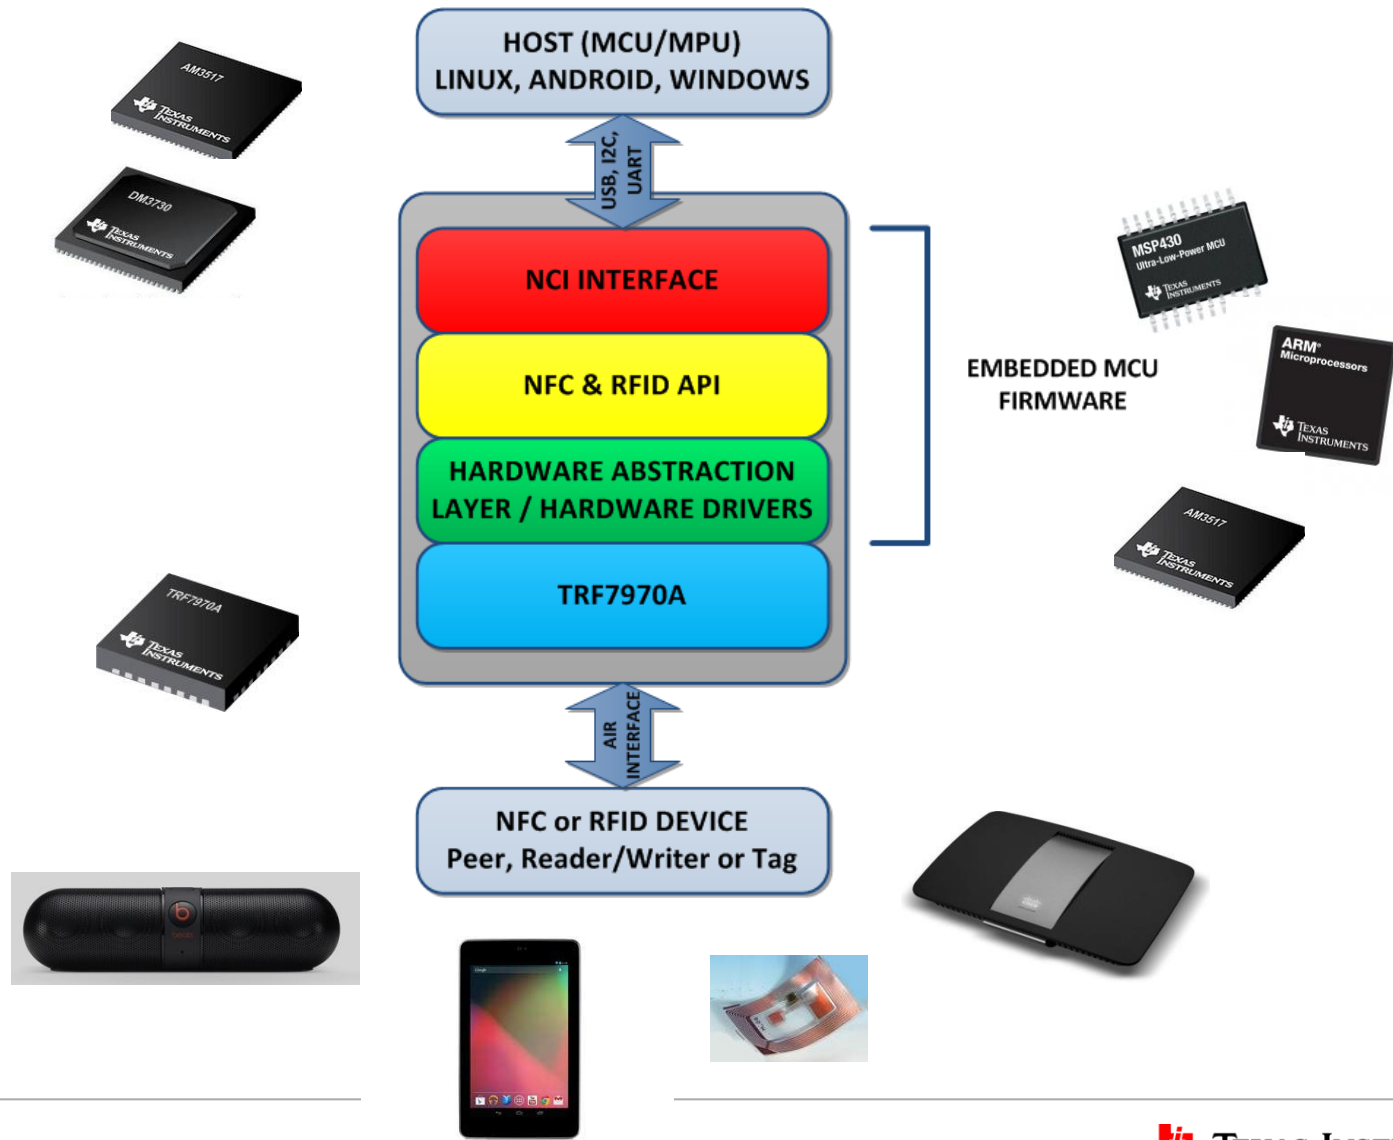 HOST (MCU/MPU)
LINUX, ANDROID, WINDOWS
AM3517
TEXAS
INSTRUMENTS
USB, I2C,
UART
DM3730
TEXAS
INSTRUMENTS
NCI INTERFACE
MSP430
Ultra-Low-Power MCU
TEXAS
INSTRUMENTS
NFC & RFID API
EMBEDDED MCU
FIRMWARE
ARM®
Microprocessors
TEXAS
INSTRUMENTS
HARDWARE ABSTRACTION
LAYER / HARDWARE DRIVERS
AM3517
TEXAS
INSTRUMENTS
TRF7970A
TRF7970A
TEXAS
INSTRUMENTS
AIR
INTERFACE
NFC or RFID DEVICE
Peer, Reader/Writer or Tag
beats
Google